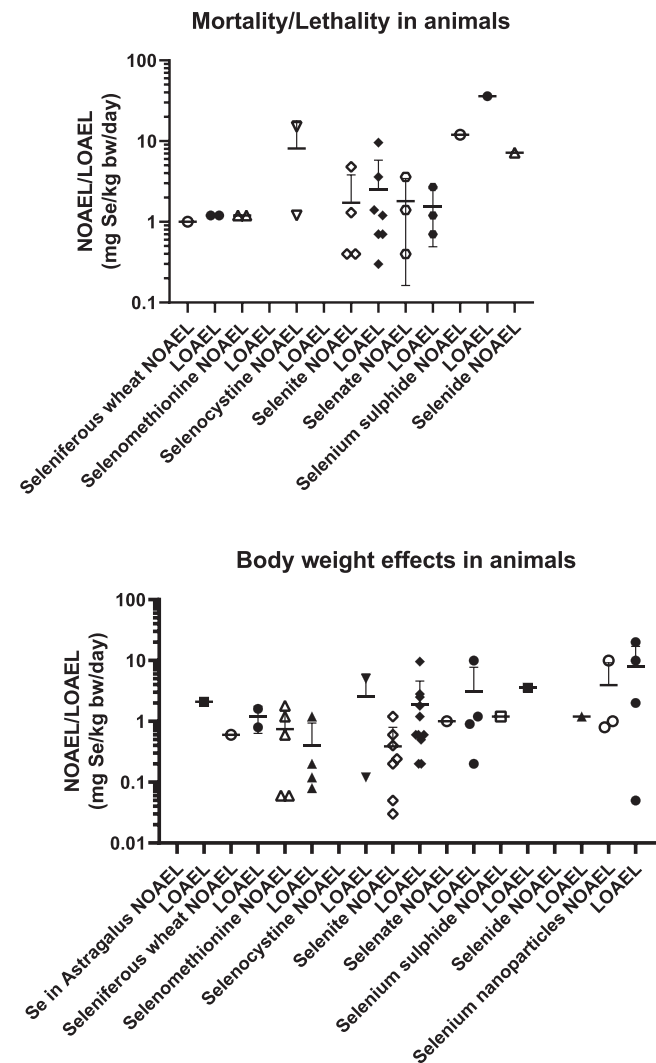 Mortality/Lethality in animals
NOAEL/LOAEL
(mg Se/kg bw/day)
100
10
1
0.1
Seleniferous wheat NOAEL
LOAEL
Selenomethionine NOAEL
LOAEL
Selenocystine NOAEL
LOAEL
Selenite NOAEL
LOAEL
Selenate NOAEL
LOAEL
Selenium sulphide NOAEL
LOAEL
Selenide NOAEL
Body weight effects in animals
NOAEL/LOAEL
(mg Se/kg bw/day)
100
10
1
0.1
0.01
Se in Astragalus NOAEL
LOAEL
Seleniferous wheat NOAEL
LOAEL
Selenomethionine NOAEL
LOAEL
Selenocystine NOAEL
LOAEL
Selenite NOAEL
LOAEL
Selenate NOAEL
LOAEL
Selenium sulphide NOAEL
LOAEL
Selenide NOAEL
LOAEL
Selenium nanoparticles NOAEL
LOAEL